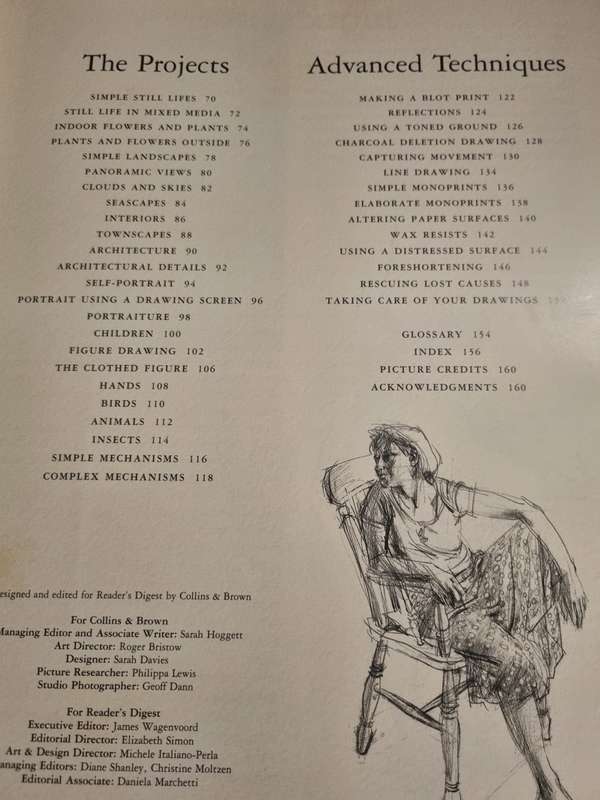 The Projects
SIMPLE STILL LIFES 70
STILL LIFE IN MIXED MEDIA 72
INDOOR FLOWERS AND PLANTS 74
PLANTS AND FLOWERS OUTSIDE 76
SIMPLE LANDSCAPES 78
PANORAMIC VIEWS 80
CLOUDS AND SKIES 82
SEASCAPES 84
INTERIORS 86
TOWNSCAPES 88
ARCHITECTURE 90
ARCHITECTURAL DETAILS 92
SELF-PORTRAIT 94
PORTRAIT USING A DRAWING SCREEN 96
PORTRAITURE 98
CHILDREN 100
FIGURE DRAWING 102
THE CLOTHED FIGURE 106
HANDS 108
BIRDS 110
ANIMALS 112
INSECTS 114
SIMPLE MECHANISMS 116
COMPLEX MECHANISMS 118
Advanced Techniques
MAKING A BLOT PRINT 122
REFLECTIONS 124
USING A TONED GROUND 126
CHARCOAL DELETION DRAWING 128
CAPTURING MOVEMENT 130
LINE DRAWING 134
SIMPLE MONOPRINTS 136
ELABORATE MONOPRINTS 138
ALTERING PAPER SURFACES 140
WAX RESISTS 142
USING A DISTRESSED SURFACE 144
FORESHORTENING 146
RESCUING LOST CAUSES 148
TAKING CARE OF YOUR DRAWINGS
GLOSSARY 154
INDEX 156
PICTURE CREDITS 160
ACKNOWLEDGMENTS 160
esigned and edited for Reader's Digest by Collins & Brown
For Collins & Brown
Managing Editor and Associate Writer: Sarah Hoggett
Art Director: Roger Bristow
Designer: Sarah Davies
Picture Researcher: Philippa Lewis
Studio Photographer: Geoff Dann
For Reader's Digest
Executive Editor: James Wagenvoord
Editorial Director: Elizabeth Simon
Art & Design Director: Michele Italiano-Perla
anaging Editors: Diane Shanley, Christine Moltzen
Editorial Associate: Daniela Marchetti